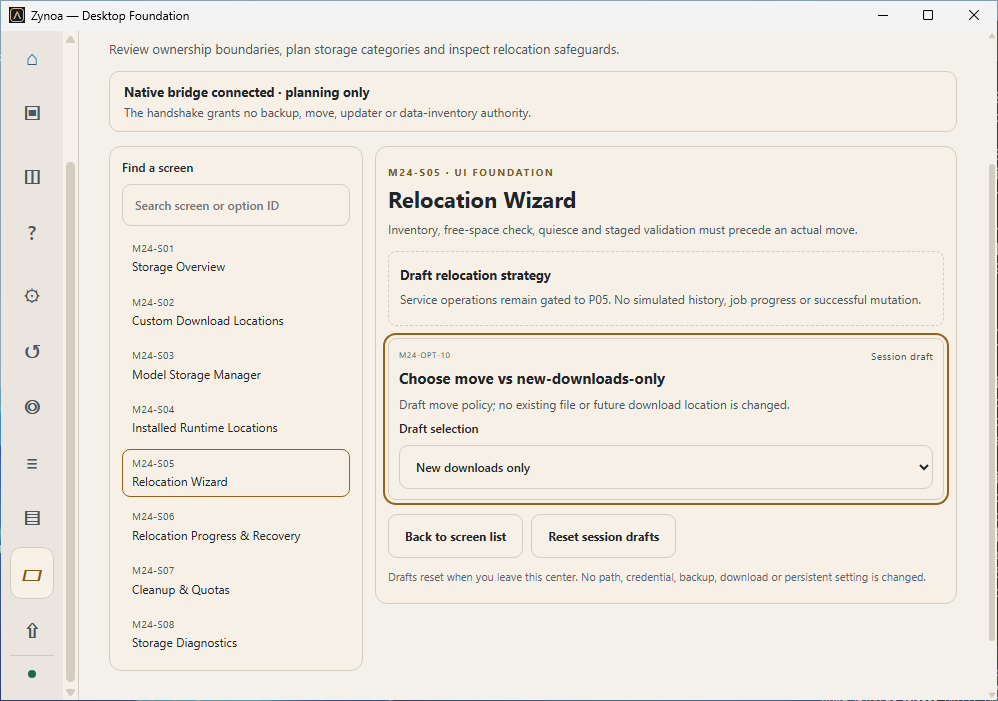 Zynoa — Desktop Foundation
Review ownership boundaries, plan storage categories and inspect relocation safeguards.
Native bridge connected · planning only
The handshake grants no backup, move, updater or data-inventory authority.
Find a screen
Search screen or option ID
M24-S01
Storage Overview
M24-S02
Custom Download Locations
M24-S03
Model Storage Manager
M24-S04
Installed Runtime Locations
M24-S05
Relocation Wizard
M24-S06
Relocation Progress & Recovery
M24-S07
Cleanup & Quotas
M24-S08
Storage Diagnostics
M24-S05 · UI FOUNDATION
Relocation Wizard
Inventory, free-space check, quiesce and staged validation must precede an actual move.
Draft relocation strategy
Service operations remain gated to P05. No simulated history, job progress or successful mutation.
M24-OPT-10
Session draft
Choose move vs new-downloads-only
Draft move policy; no existing file or future download location is changed.
Draft selection
New downloads only
Back to screen list
Reset session drafts
Drafts reset when you leave this center. No path, credential, backup, download or persistent setting is changed.